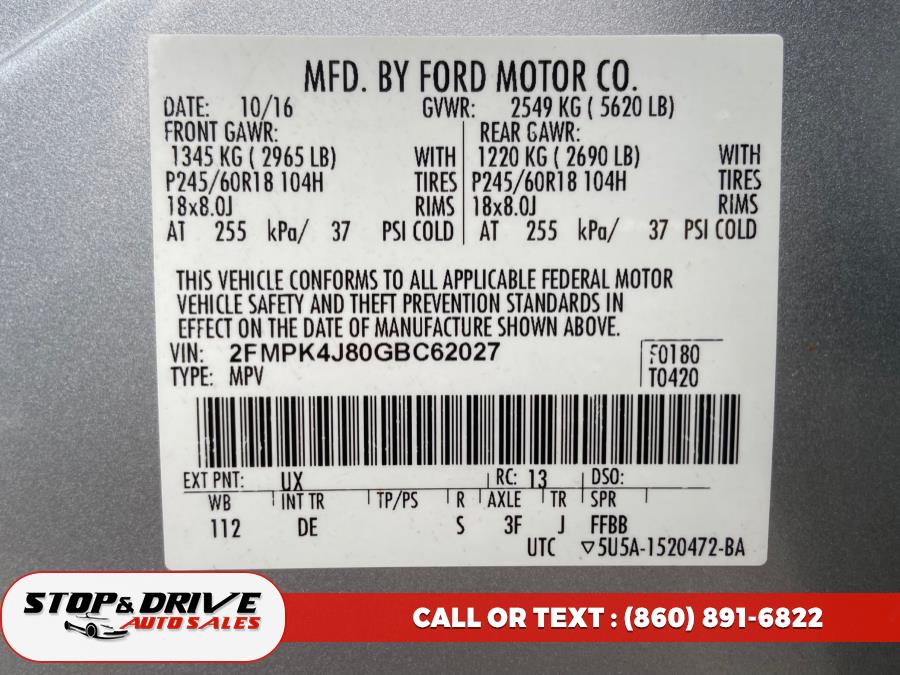 MFD. BY FORD MOTOR CO.
DATE: 10/16 GVWR: 2549 KG ( 5620 LB)
FRONT GAWR: REAR GAWR:
1345 KG ( 2965 LB) WITH 1220 KG ( 2690 LB) WITH
P245/60R18 104H TIRES P245/60R18 104H TIRES
18x8.0J RIMS 18x8.0J RIMS
AT 255 kPa/ 37 PSI COLD AT 255 kPa/ 37 PSI COLD
THIS VEHICLE CONFORMS TO ALL APPLICABLE FEDERAL MOTOR
VEHICLE SAFETY AND THEFT PREVENTION STANDARDS IN
EFFECT ON THE DATE OF MANUFACTURE SHOWN ABOVE.
VIN: 2FMPK4J80GBC62027 F0180
TYPE: MPV T0420
EXT PNT: UX RC: 13 DSO:
WB INT TR TP/PS R AXLE TR SPR
112 DE S 3F J FFBB
UTC ▽5U5A-1520472-BA
STOP & DRIVE
AUTO SALES
CALL OR TEXT : (860) 891-6822